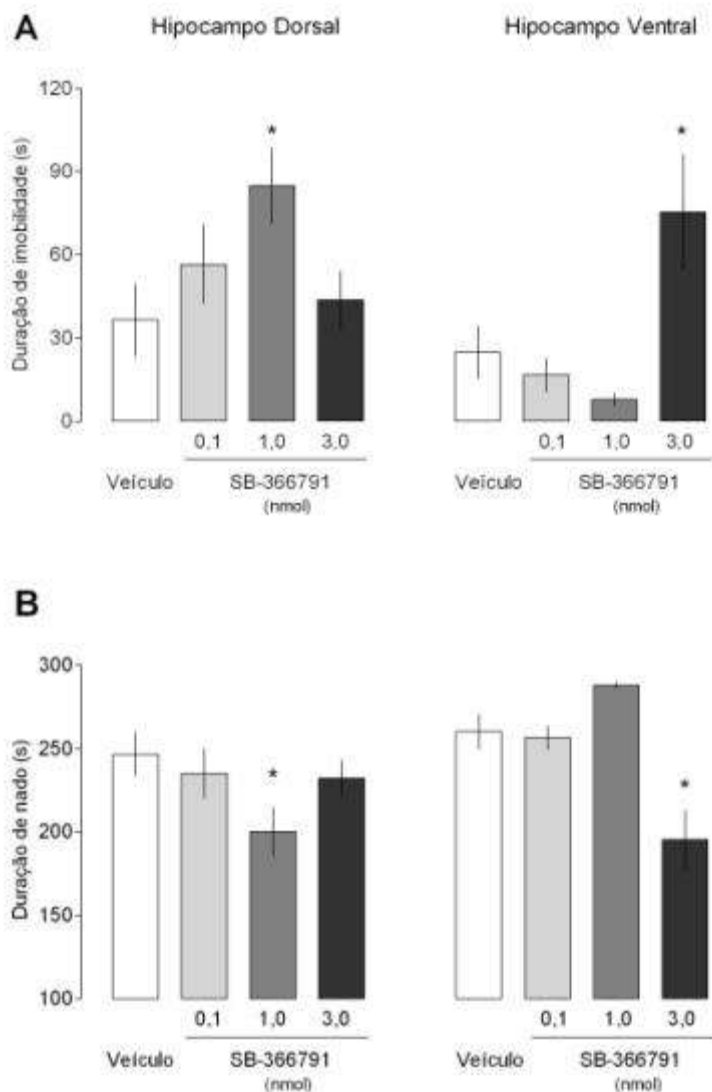 A
Hipocampo Dorsal Hipocampo Ventral
Duração de imobilidade (s)
120
90
60
30
0
*
*
0,1 1,0 3,0 0,1 1,0 3,0
Veículo SB-366791 Veículo SB-366791
(nmol) (nmol)
B
Duração de nado (s)
300
250
200
150
100
*
*
0,1 1,0 3,0 0,1 1,0 3,0
Veículo SB-366791 Veículo SB-366791
(nmol) (nmol)